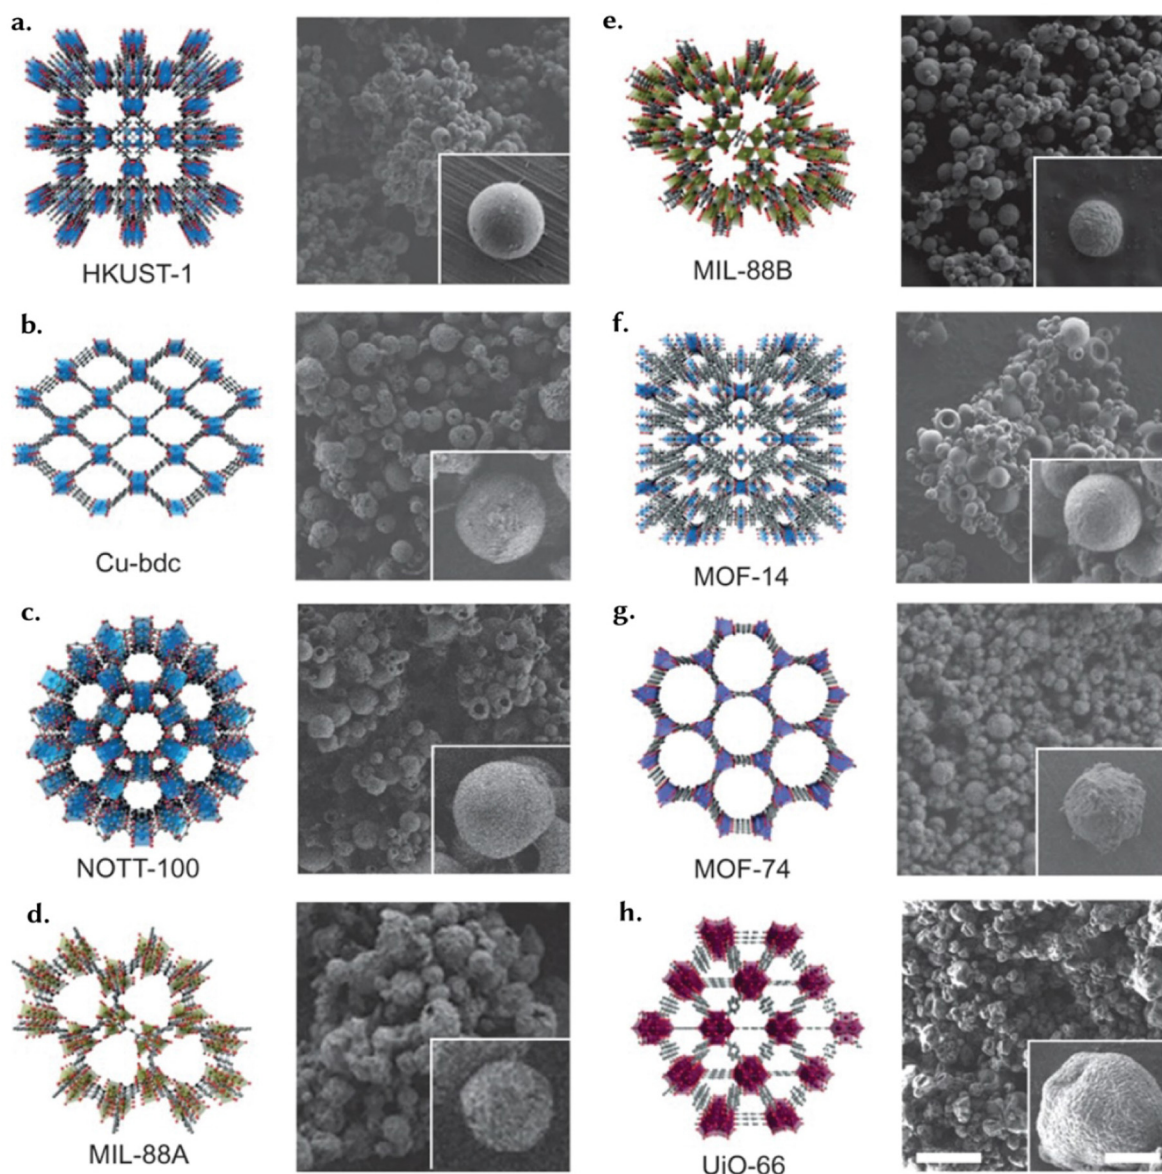 a.
HKUST-1
b.
Cu-bdc
c.
NOTT-100
d.
MIL-88A
e.
MIL-88B
f.
MOF-14
g.
MOF-74
h.
UiO-66